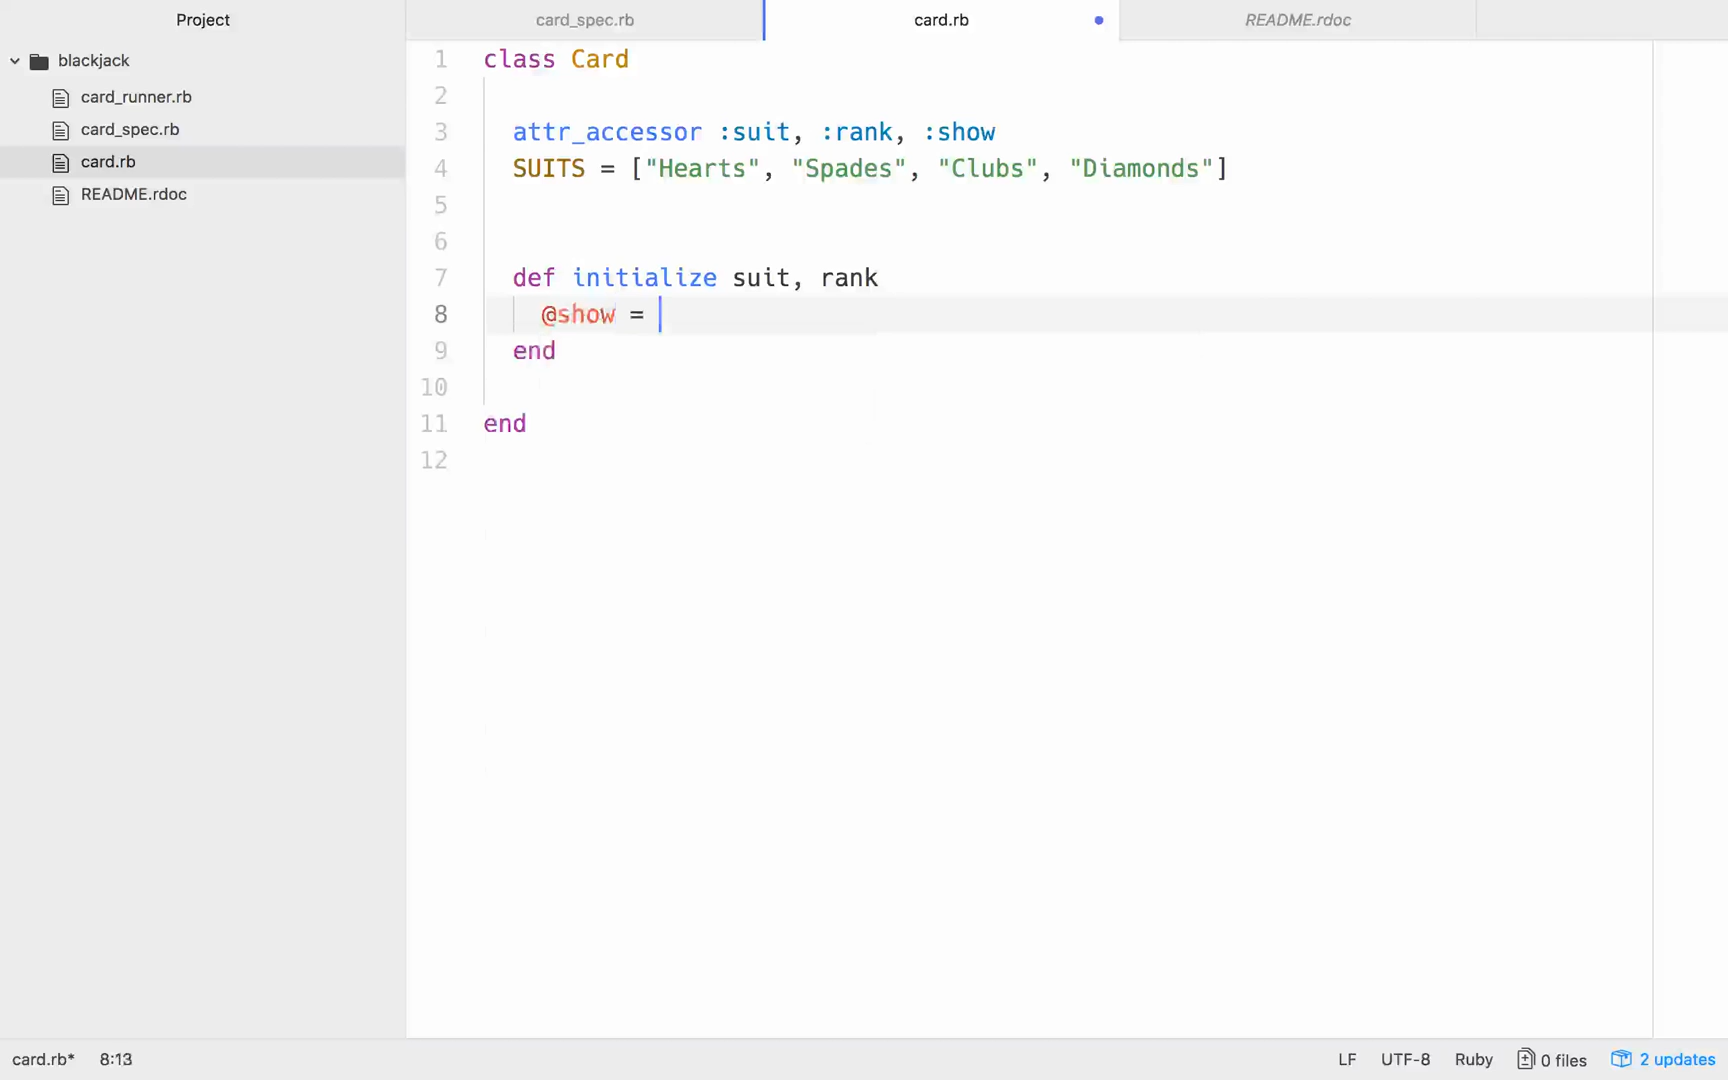 Project
blackjack
card_runner.rb
card_spec.rb
card.rb
README.rdoc
card_spec.rb
card.rb
README.rdoc
1 class Card
2
3 attr_accessor :suit, :rank, :show
4 SUITS = ["Hearts", "Spades", "Clubs", "Diamonds"]
5
6
7 def initialize suit, rank
8 @show =
9 end
10
11 end
12
card.rb* 8:13 LF UTF-8 Ruby 0 files 2 updates